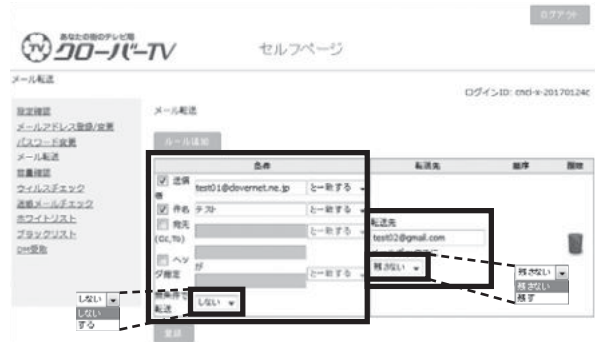 ログアウト
あなたの街のテレビ局
クローバーTV
セルフページ
メール転送
ログインID: cnci-v-20170124c
設定確認
メールアドレス登録/変更
パスワード変更
メール転送
容量確認
ウイルスチェック
迷惑メールチェック
ホワイトリスト
ブラックリスト
DM受取
メール転送
ルール追加
条件
転送先
順序
削除
送信者
test01@clovernet.ne.jp
と一致する
件名
テスト
と一致する
宛先(Cc,To)
と一致する
ヘッダ指定
が
と一致する
無条件で転送
しない
転送先
test02@gmail.com
残さない
残さない
残さない
残す
しない
しない
する
登録